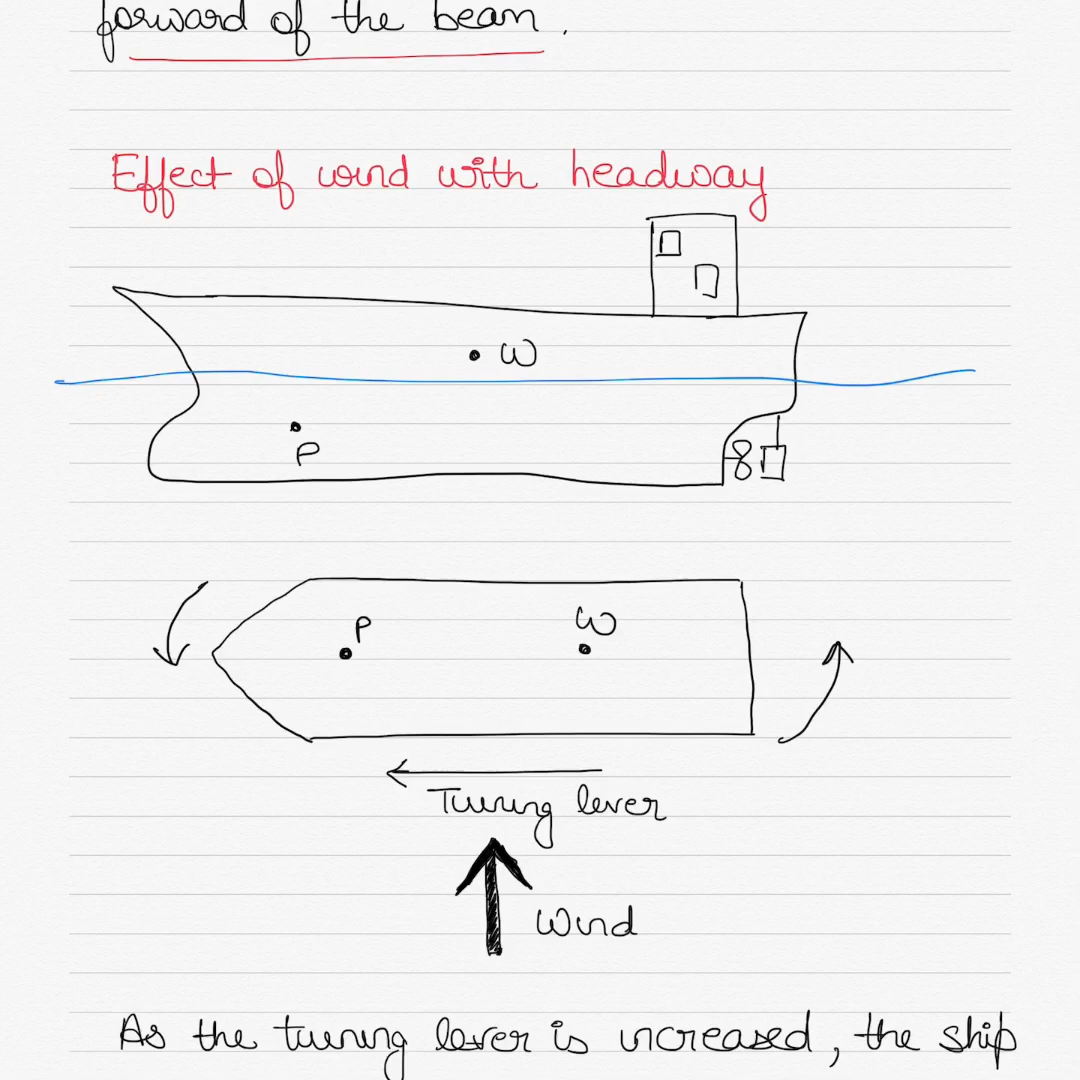 forward of the beam.
Effect of wind with headway
W
P
P
W
Turning lever
Wind
As the turning lever is increased, the ship